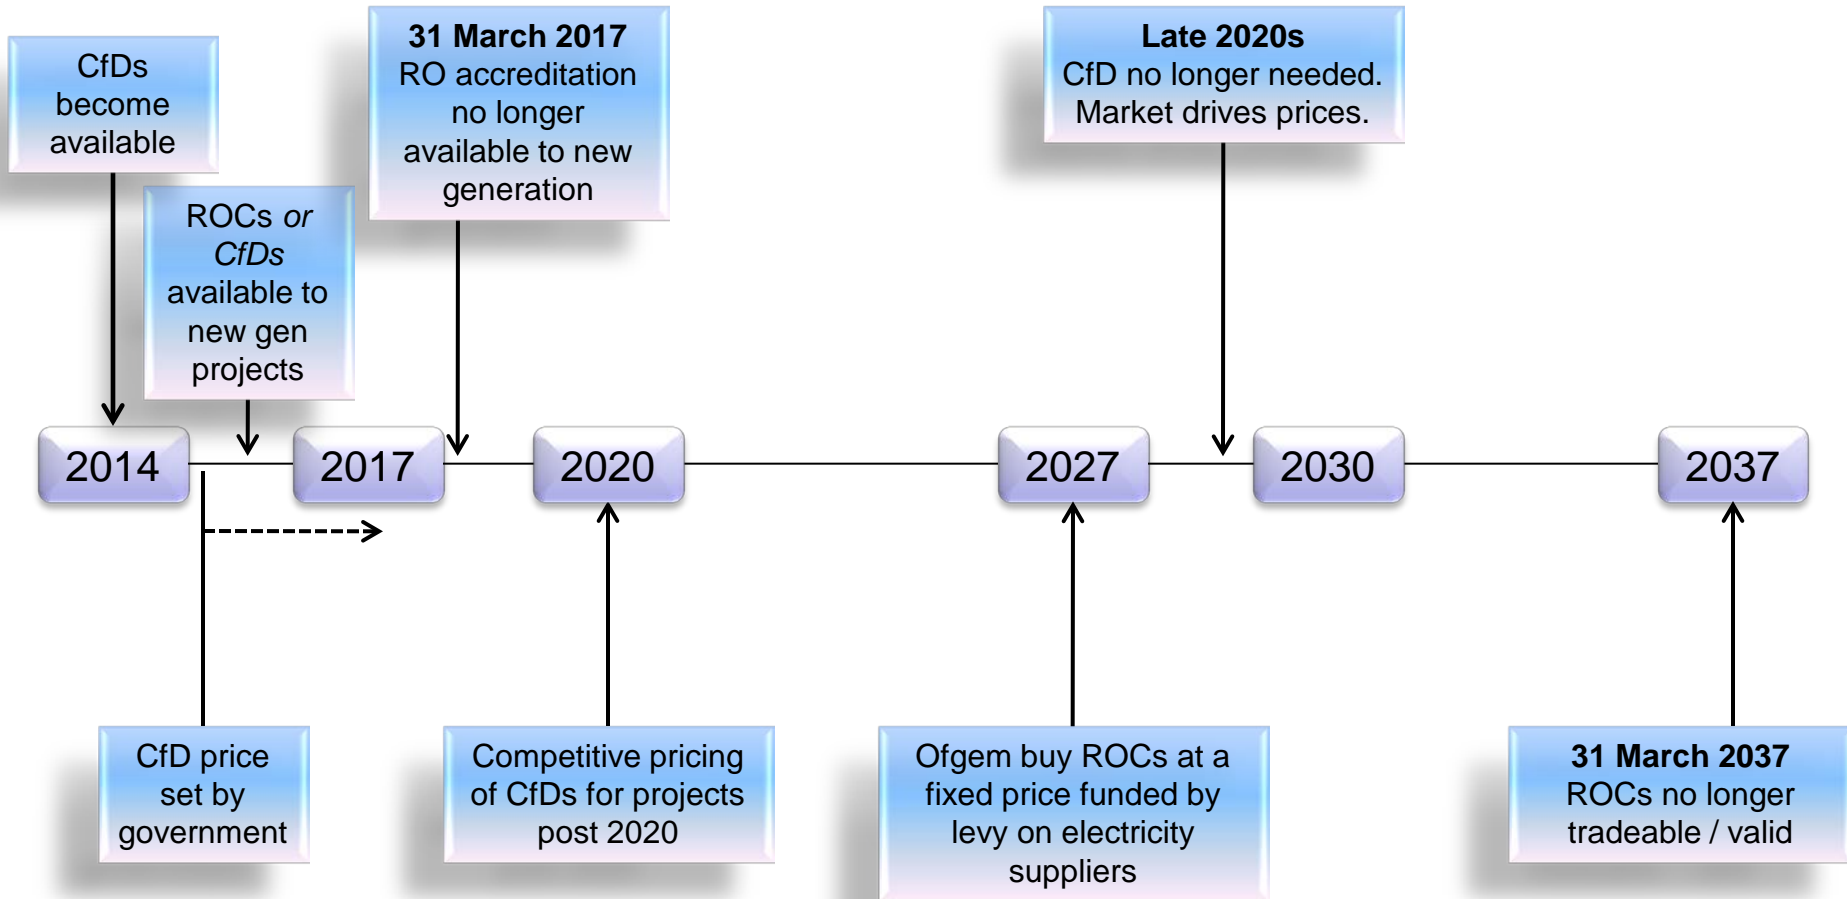 CfDs
become
available
ROCs or
CfDs
available to
new gen
projects
31 March 2017
RO accreditation
no longer
available to new
generation
Late 2020s
CfD no longer needed.
Market drives prices.
2014
2017
2020
2027
2030
2037
CfD price
set by
government
Competitive pricing
of CfDs for projects
post 2020
Ofgem buy ROCs at a
fixed price funded by
levy on electricity
suppliers
31 March 2037
ROCs no longer
tradeable / valid